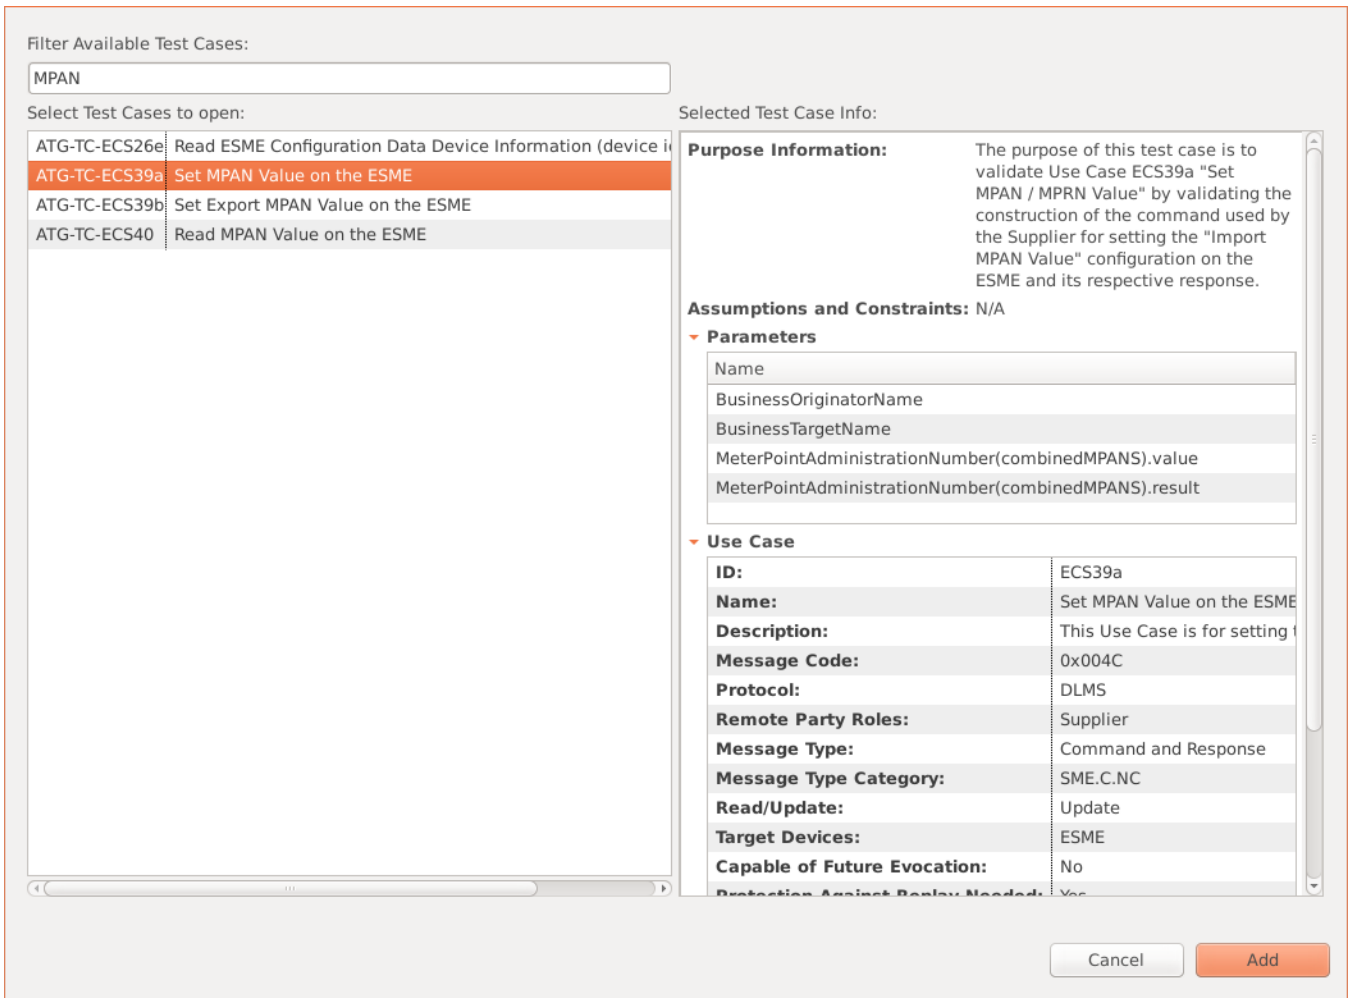 Filter Available Test Cases:
MPAN
Select Test Cases to open:
ATG-TC-ECS26e Read ESME Configuration Data Device Information (device i
ATG-TC-ECS39a Set MPAN Value on the ESME
ATG-TC-ECS39b Set Export MPAN Value on the ESME
ATG-TC-ECS40 Read MPAN Value on the ESME
Selected Test Case Info:
Purpose Information: The purpose of this test case is to
validate Use Case ECS39a "Set
MPAN / MPRN Value" by validating the
construction of the command used by
the Supplier for setting the "Import
MPAN Value" configuration on the
ESME and its respective response.
Assumptions and Constraints: N/A
Parameters
Name
BusinessOriginatorName
BusinessTargetName
MeterPointAdministrationNumber(combinedMPANS).value
MeterPointAdministrationNumber(combinedMPANS).result
Use Case
ID: ECS39a
Name: Set MPAN Value on the ESME
Description: This Use Case is for setting
Message Code: 0x004C
Protocol: DLMS
Remote Party Roles: Supplier
Message Type: Command and Response
Message Type Category: SME.C.NC
Read/Update: Update
Target Devices: ESME
Capable of Future Evocation: No
Protection Against Replay Needed: Yes
Cancel
Add